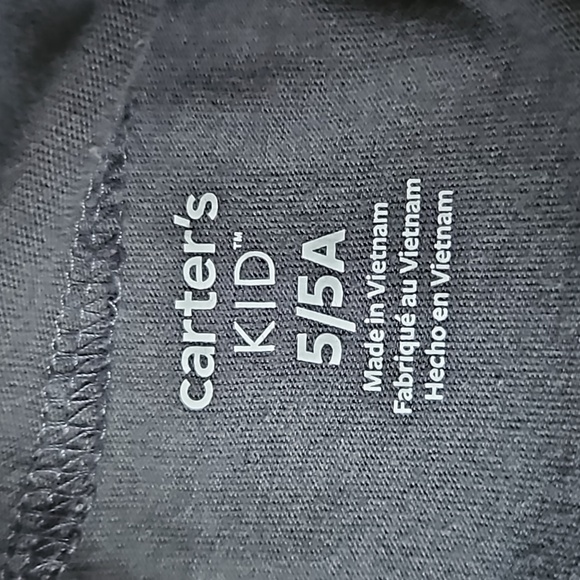 carter's
KID™
5/5A
Made in Vietnam
Fabriqué au Vietnam
Hecho en Vietnam